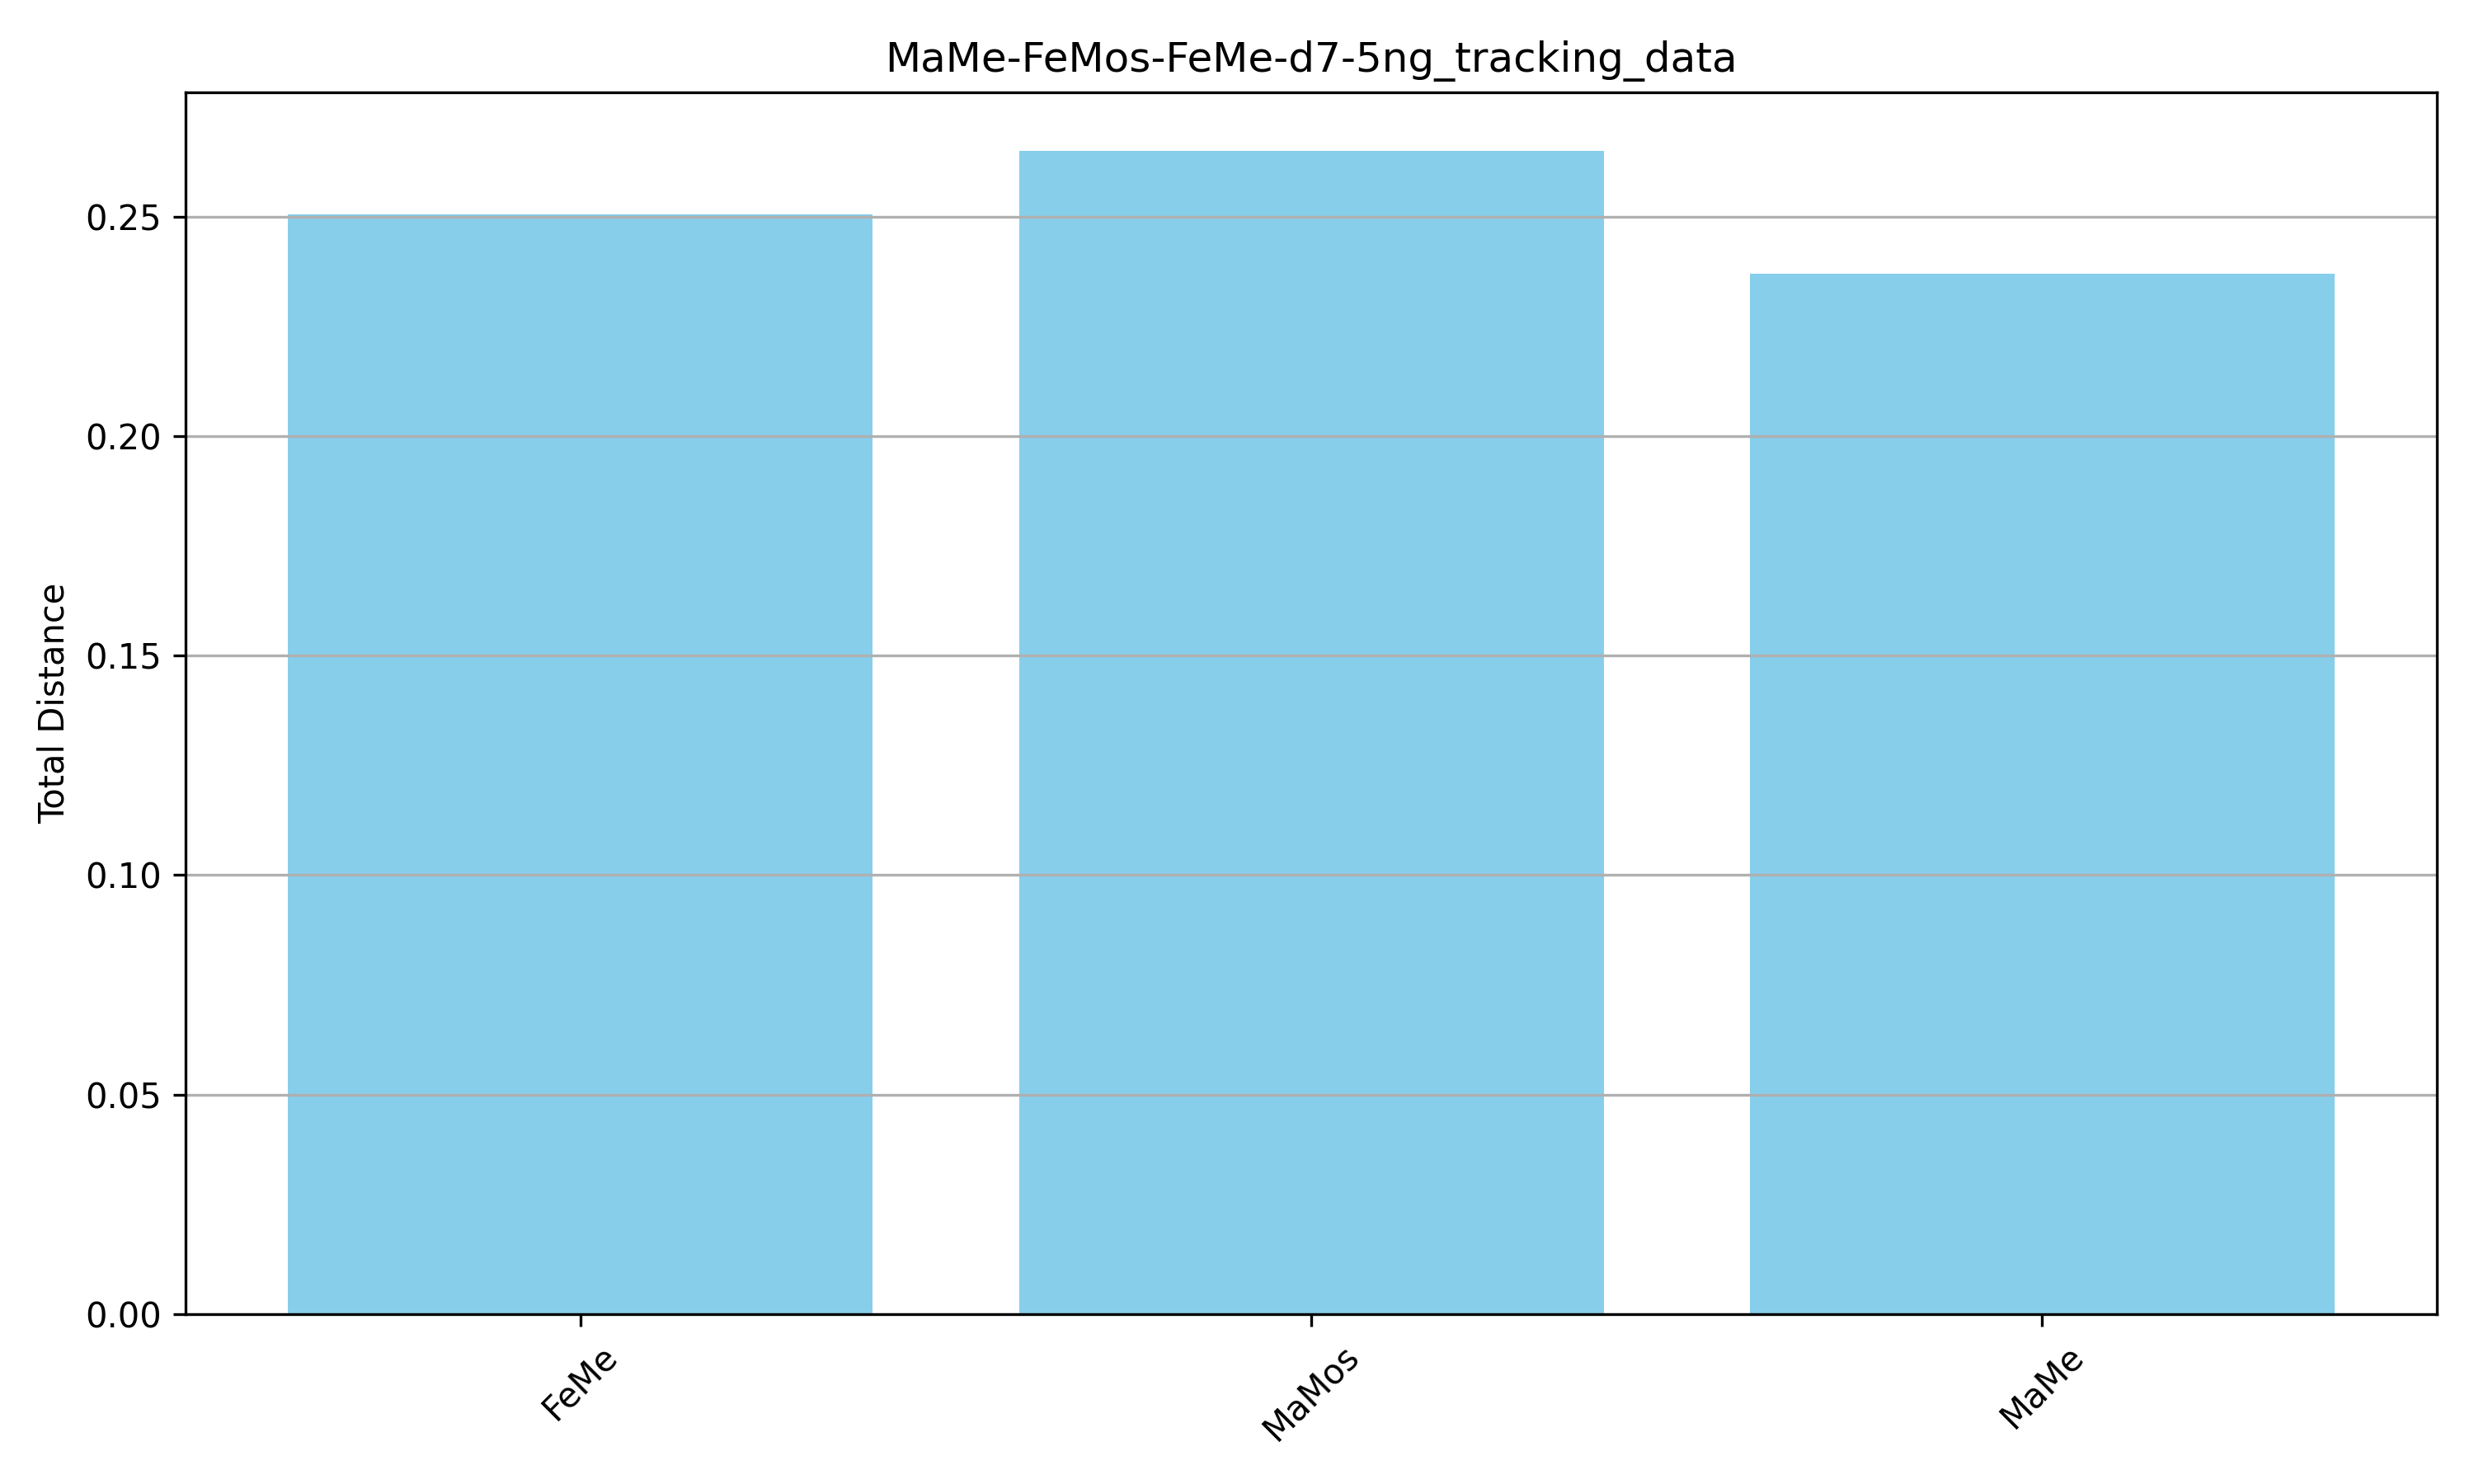 MaMe-FeMos-FeMe-d7-5ng_tracking_data
Total Distance
0.25
0.20
0.15
0.10
0.05
0.00
FeMe
MaMos
MaMe